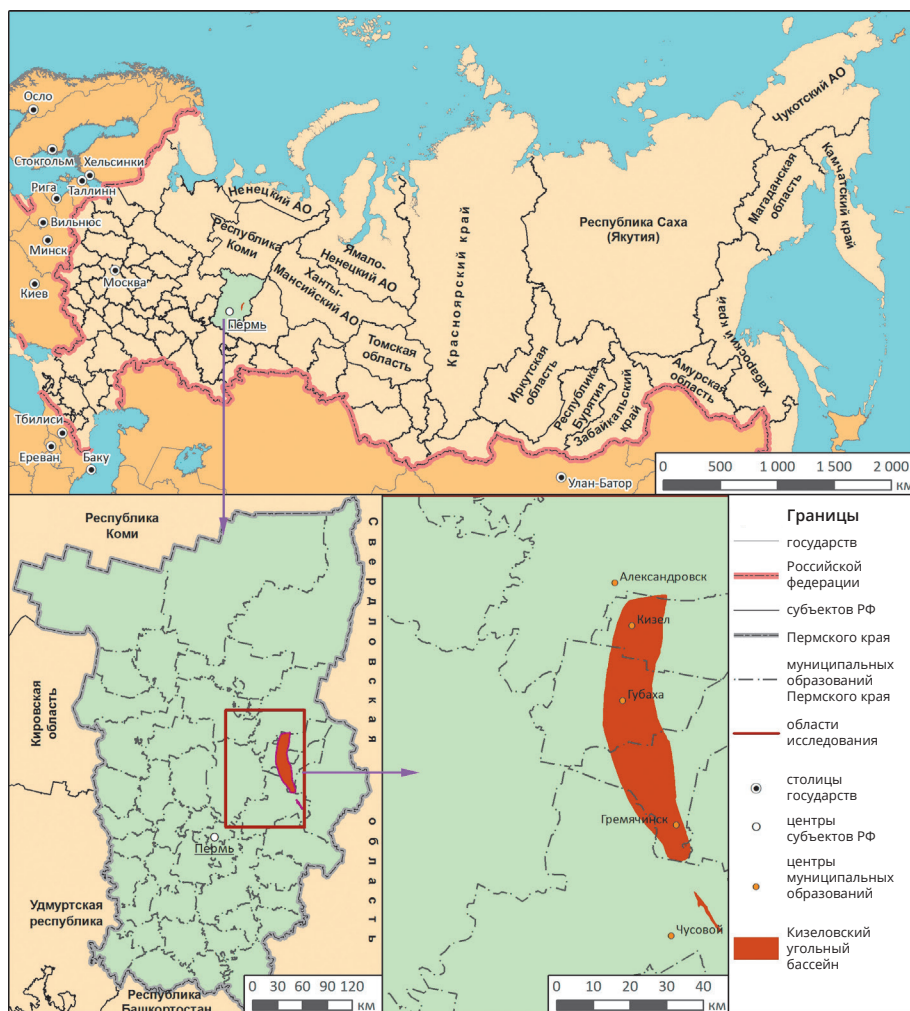 Осло
Стокгольм
Хельсинки
Таллинн
Рига
Вильнюс
Минск
Киев
Москва
Пермь
Тбилиси
Ереван
Баку
Улан-Батор
Ненецкий АО
Республика
Коми
Ямало-
Ненецкий АО
Ханты-
Мансийский АО
Томская
область
Красноярский край
Иркутская
область
Республика
Бурятия
Забайкальский
край
Республика Саха
(Якутия)
Амурская
область
Хабаровский край
Магаданская
область
Чукотский АО
Камчатский край
0 500 1 000 1 500 2 000
км
Республика
Коми
Свердловская область
Кировская
область
Пермь
Удмуртская
республика
Республика
Башкортостан
0 30 60 90 120
км
Александровск
Кизел
Губаха
Гремячинск
Чусовой
0 10 20 30 40
км
Границы
государств
Российской
федерации
субъектов РФ
Пермского края
муниципальных
образований
Пермского края
области
исследования
столицы
государств
центры
субъектов РФ
центры
муниципальных
образований
Кизеловский
угольный
бассейн